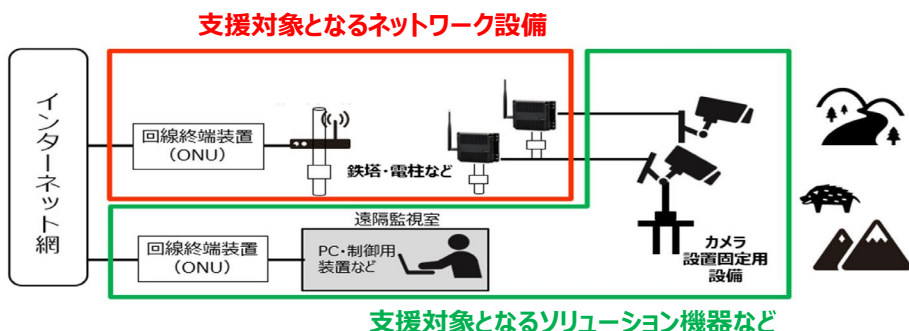 支援対象となるネットワーク設備
インターネット網
回線終端装置
(ONU)
鉄塔・電柱など
遠隔監視室
回線終端装置
(ONU)
PC・制御用
装置など
カメラ
設置固定用
設備
支援対象となるソリューション機器など